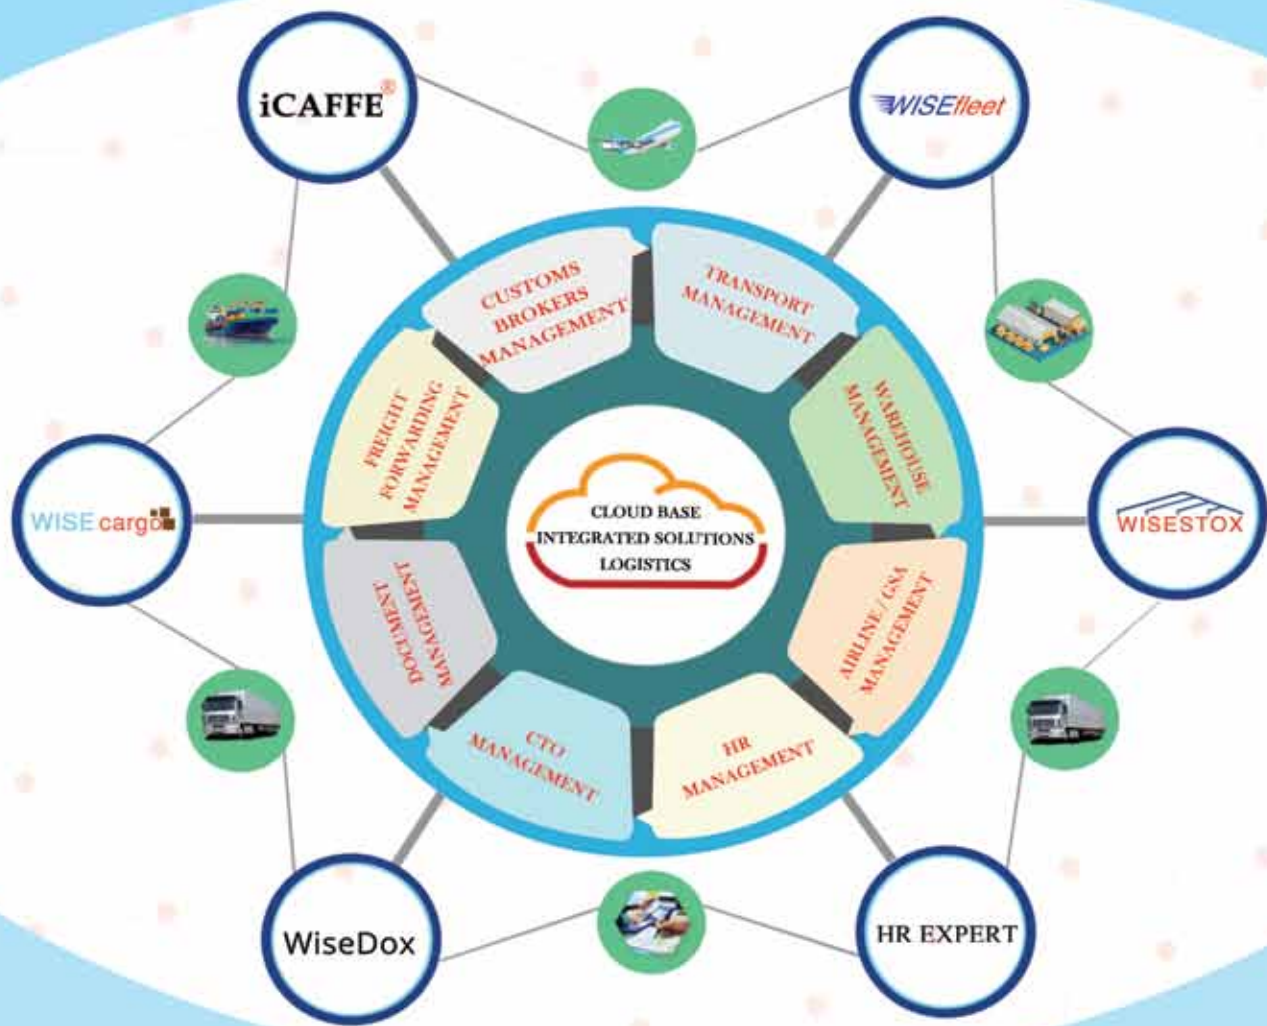 iCAFFE®
WISEfleet
CUSTOMS
BROKERS
MANAGEMENT
TRANSPORT
MANAGEMENT
FREIGHT
FORWARDING
MANAGEMENT
WAREHOUSE
MANAGEMENT
WISE cargo
CLOUD BASE
INTEGRATED SOLUTIONS
LOGISTICS
WISESTOX
DOCUMENT
MANAGEMENT
AIRLINE / GSA
MANAGEMENT
CTO
MANAGEMENT
HR
MANAGEMENT
WiseDox
HR EXPERT